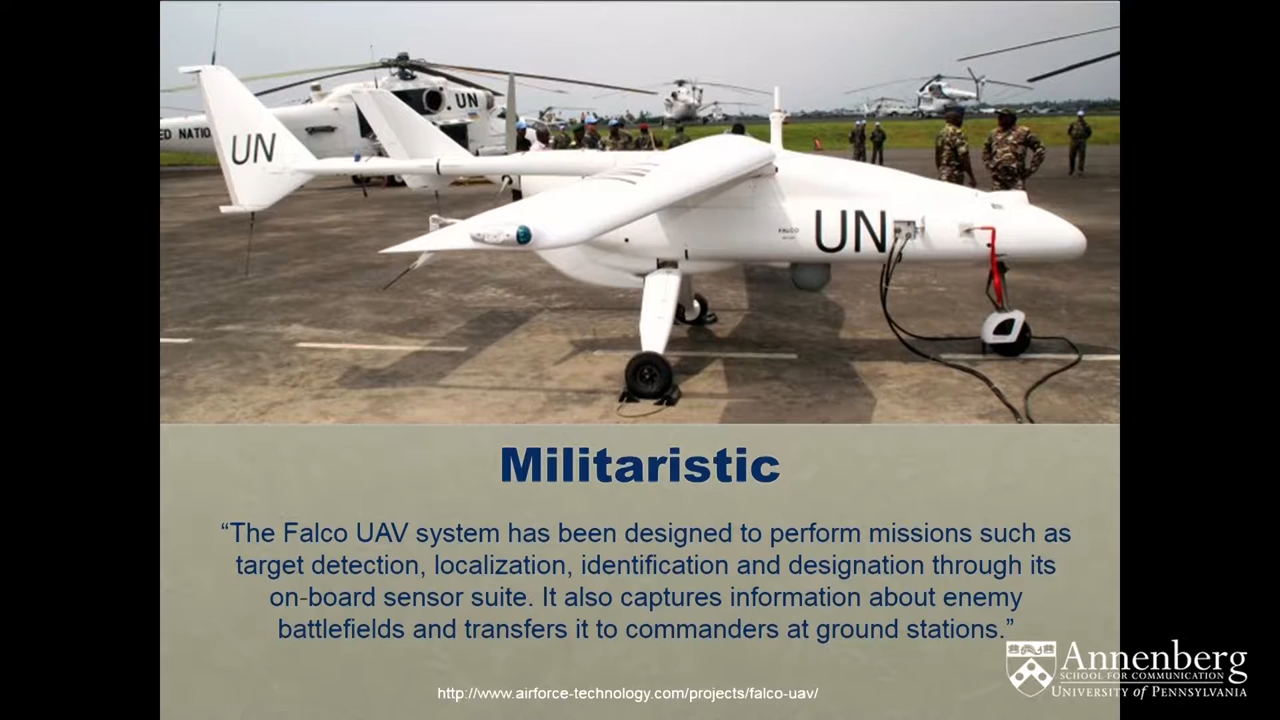 UN
ED NATIO
UN
FALCO
UN
Militaristic
“The Falco UAV system has been designed to perform missions such as
target detection, localization, identification and designation through its
on-board sensor suite. It also captures information about enemy
battlefields and transfers it to commanders at ground stations.”
http://www.airforce-technology.com/projects/falco-uav/
Annenberg
SCHOOL FOR COMMUNICATION
UNIVERSITY of PENNSYLVANIA